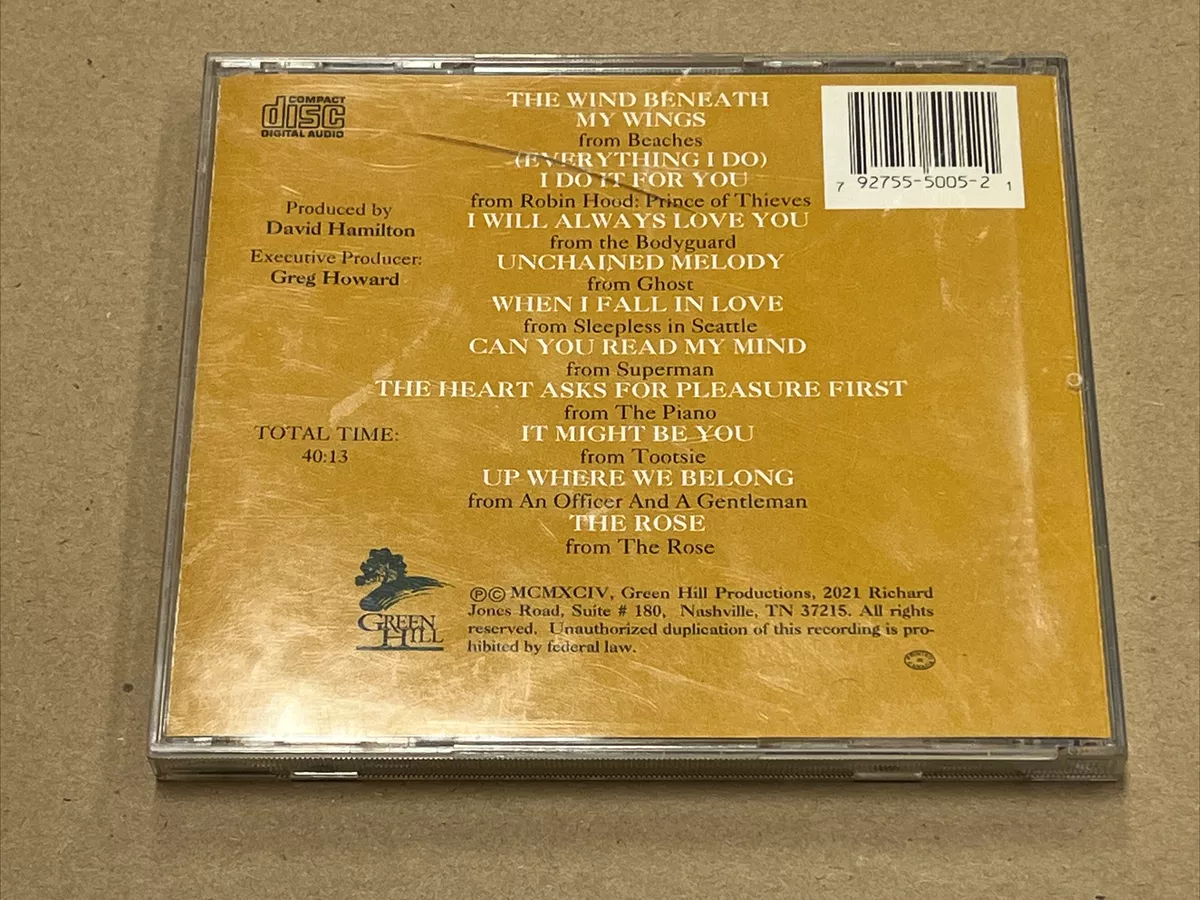 COMPACT
disc
DIGITAL AUDIO
Produced by
David Hamilton
Executive Producer:
Greg Howard
TOTAL TIME:
40:13
THE WIND BENEATH
MY WINGS
from Beaches
(EVERYTHING I DO)
I DO IT FOR YOU
from Robin Hood: Prince of Thieves
I WILL ALWAYS LOVE YOU
from the Bodyguard
UNCHAINED MELODY
from Ghost
WHEN I FALL IN LOVE
from Sleepless in Seattle
CAN YOU READ MY MIND
from Superman
THE HEART ASKS FOR PLEASURE FIRST
from The Piano
IT MIGHT BE YOU
from Tootsie
UP WHERE WE BELONG
from An Officer And A Gentleman
THE ROSE
from The Rose
7 92755-5005-2 1
GREEN
HILL
ⓅⒸ MCMXCIV, Green Hill Productions, 2021 Richard
Jones Road, Suite # 180, Nashville, TN 37215. All rights
reserved. Unauthorized duplication of this recording is pro-
hibited by federal law.